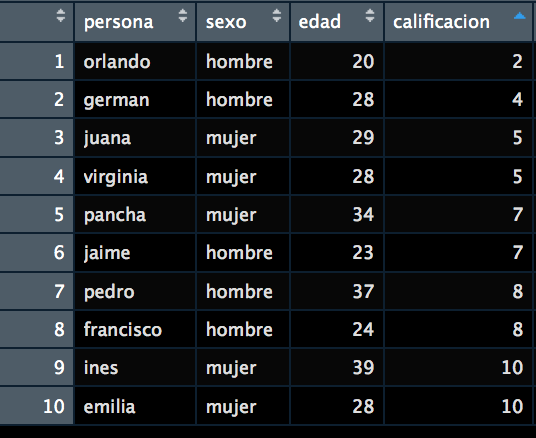 persona sexo edad calificacion
1 orlando hombre 20 2
2 german hombre 28 4
3 juana mujer 29 5
4 virginia mujer 28 5
5 pancha mujer 34 7
6 jaime hombre 23 7
7 pedro hombre 37 8
8 francisco hombre 24 8
9 ines mujer 39 10
10 emilia mujer 28 10